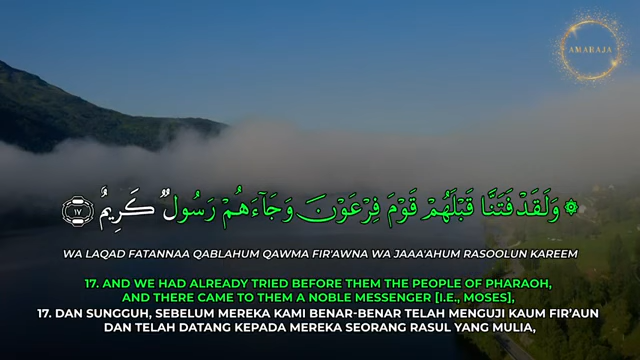 AMARAJA
۞ وَلَقَدْ فَتَنَّا قَبْلَهُمْ قَوْمَ فِرْعَوْنَ وَجَآءَهُمْ رَسُولٌ كَرِيمٌ ١٧
WA LAQAD FATANNAA QABLAHUM QAWMA FIR'AWNA WA JAAA'AHUM RASOOLUN KAREEM
17. AND WE HAD ALREADY TRIED BEFORE THEM THE PEOPLE OF PHARAOH,
AND THERE CAME TO THEM A NOBLE MESSENGER [I.E., MOSES],
17. DAN SUNGGUH, SEBELUM MEREKA KAMI BENAR-BENAR TELAH MENGUJI KAUM FIR'AUN
DAN TELAH DATANG KEPADA MEREKA SEORANG RASUL YANG MULIA,